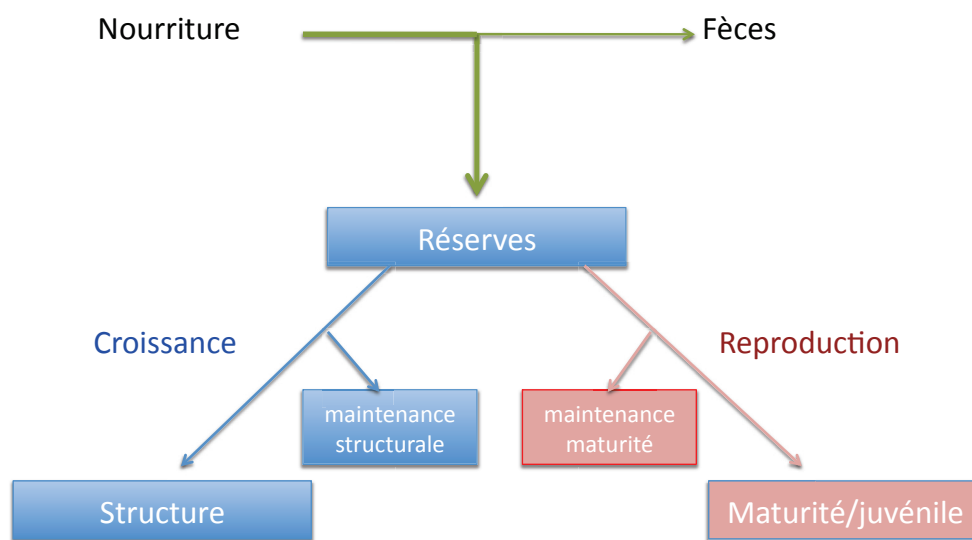 Nourriture
Fèces
Réserves
Croissance
Reproduction
maintenance
structurale
maintenance
maturité
Structure
Maturité/juvénile